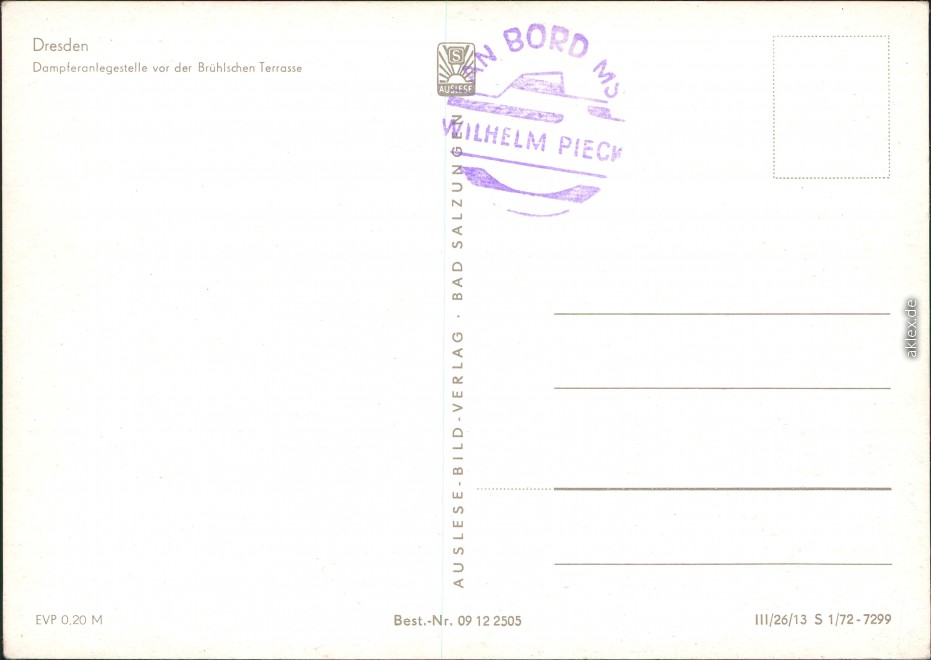 Dresden
Dampferanlegestelle vor der Brühlschen Terrasse
S
AUSLESE
AN BORD MS
WILHELM PIECK
AUSLESE-BILD-VERLAG · BAD SALZUNGEN
EVP 0,20 M
Best.-Nr. 09 12 2505
III/26/13 S 1/72-7299
aklex.de